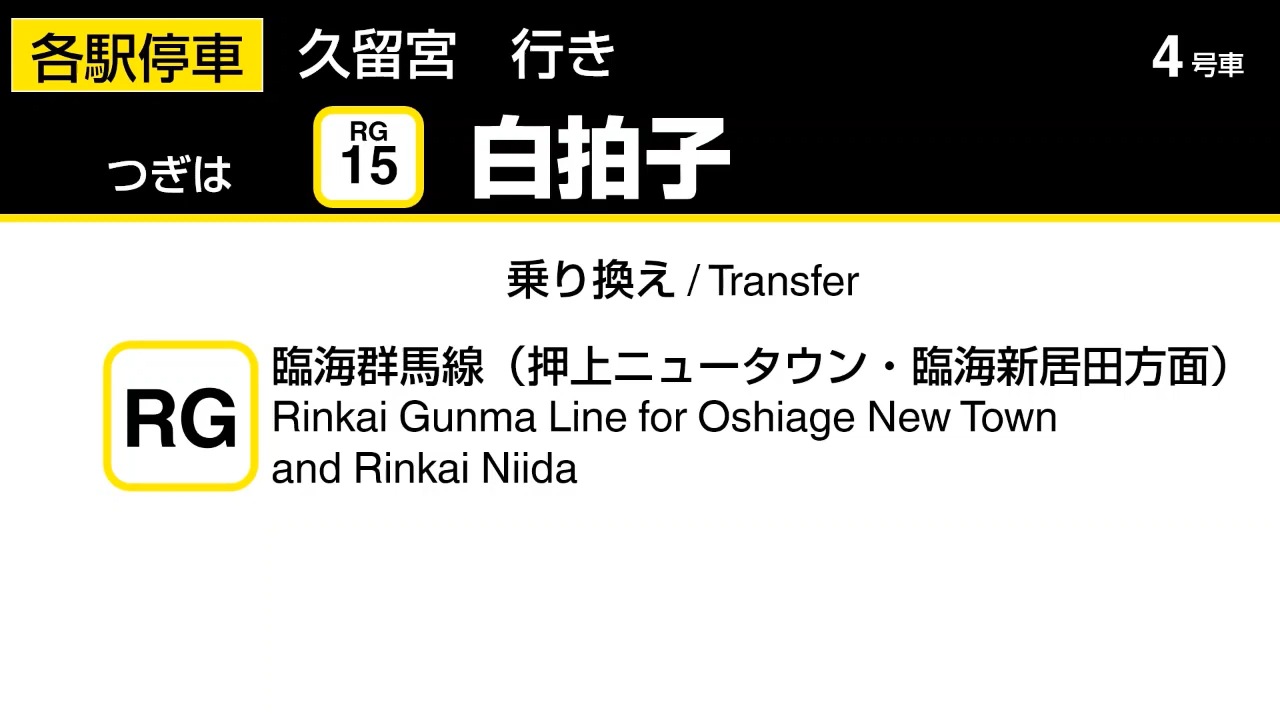 各駅停車 久留宮 行き 4号車
つぎは RG 15 白拍子
乗り換え / Transfer
RG 臨海群馬線（押上ニュータウン・臨海新居田方面）
Rinkai Gunma Line for Oshiage New Town
and Rinkai Niida